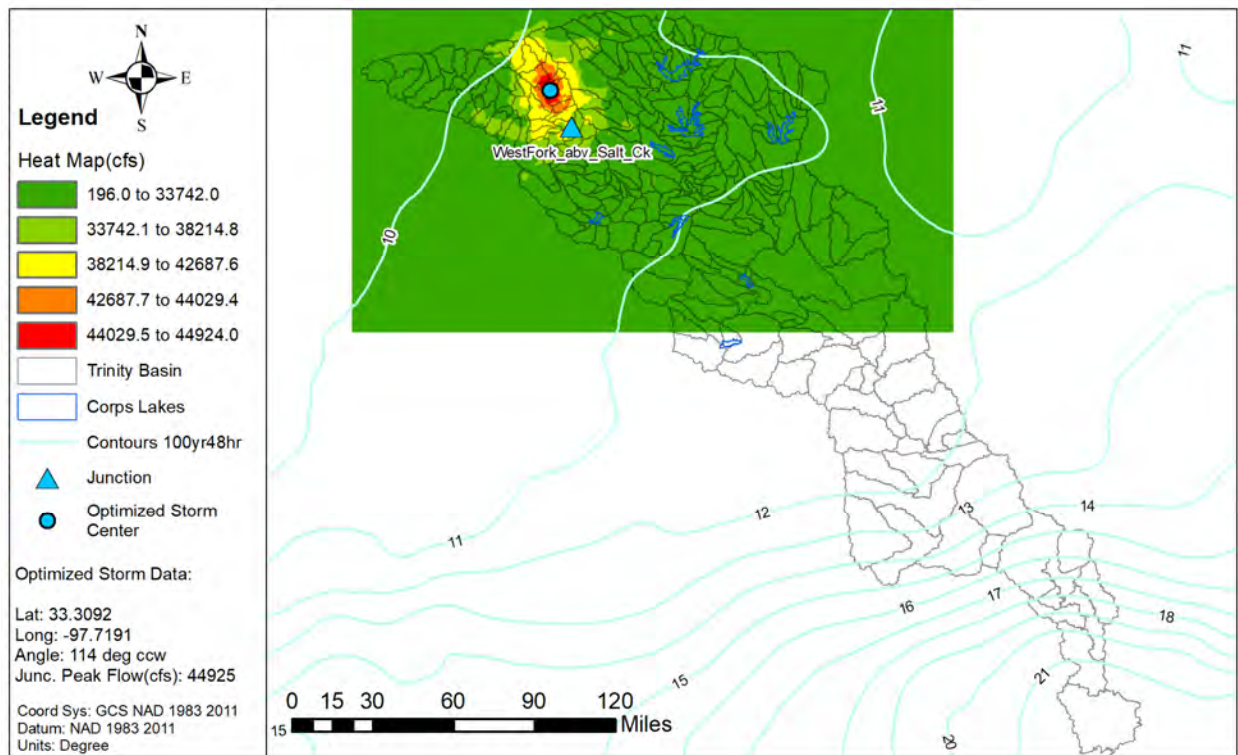 N
W
E
S
Legend
Heat Map(cfs)
196.0 to 33742.0
33742.1 to 38214.8
38214.9 to 42687.6
42687.7 to 44029.4
44029.5 to 44924.0
Trinity Basin
Corps Lakes
Contours 100yr48hr
Junction
Optimized Storm
Center
Optimized Storm Data:
Lat: 33.3092
Long: -97.7191
Angle: 114 deg ccw
Junc. Peak Flow(cfs): 44925
Coord Sys: GCS NAD 1983 2011
Datum: NAD 1983 2011
Units: Degree
WestFork_abv_Salt_Ck
11
11
10
11
12
13
14
16
17
18
15
21
20
15
0 15 30 60 90 120
Miles